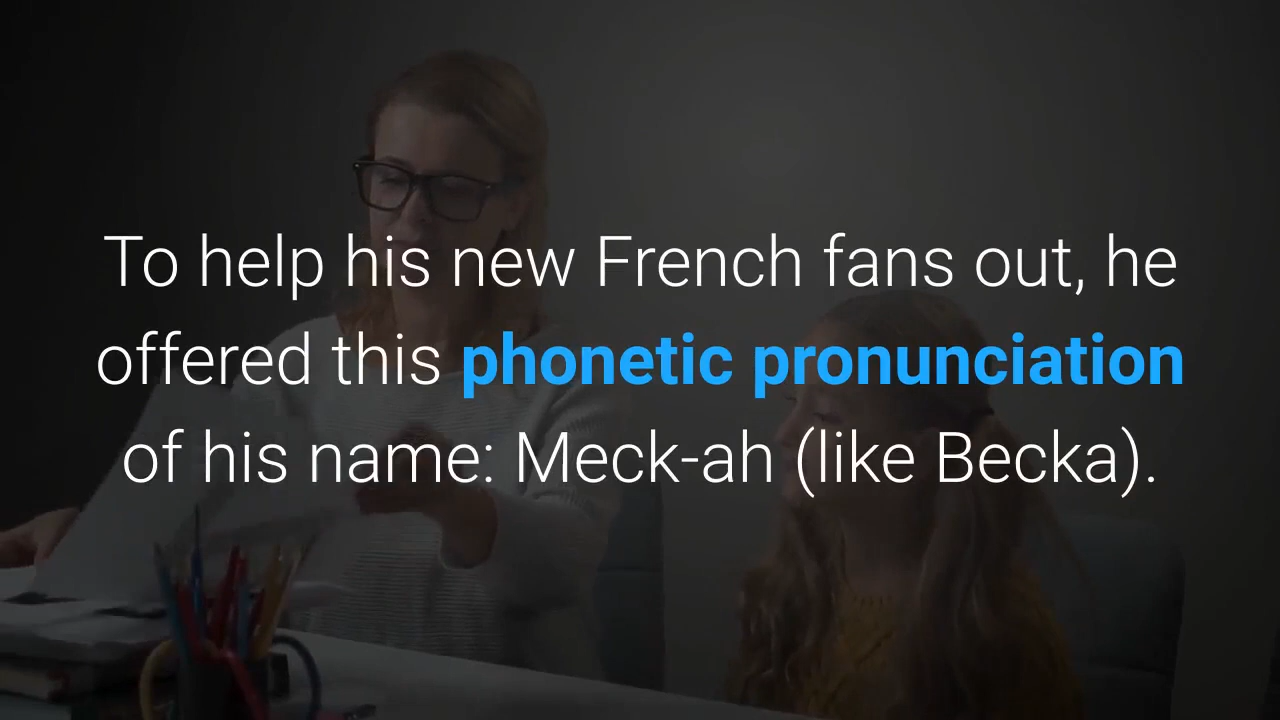 To help his new French fans out, he
offered this phonetic pronunciation
of his name: Meck-ah (like Becka).